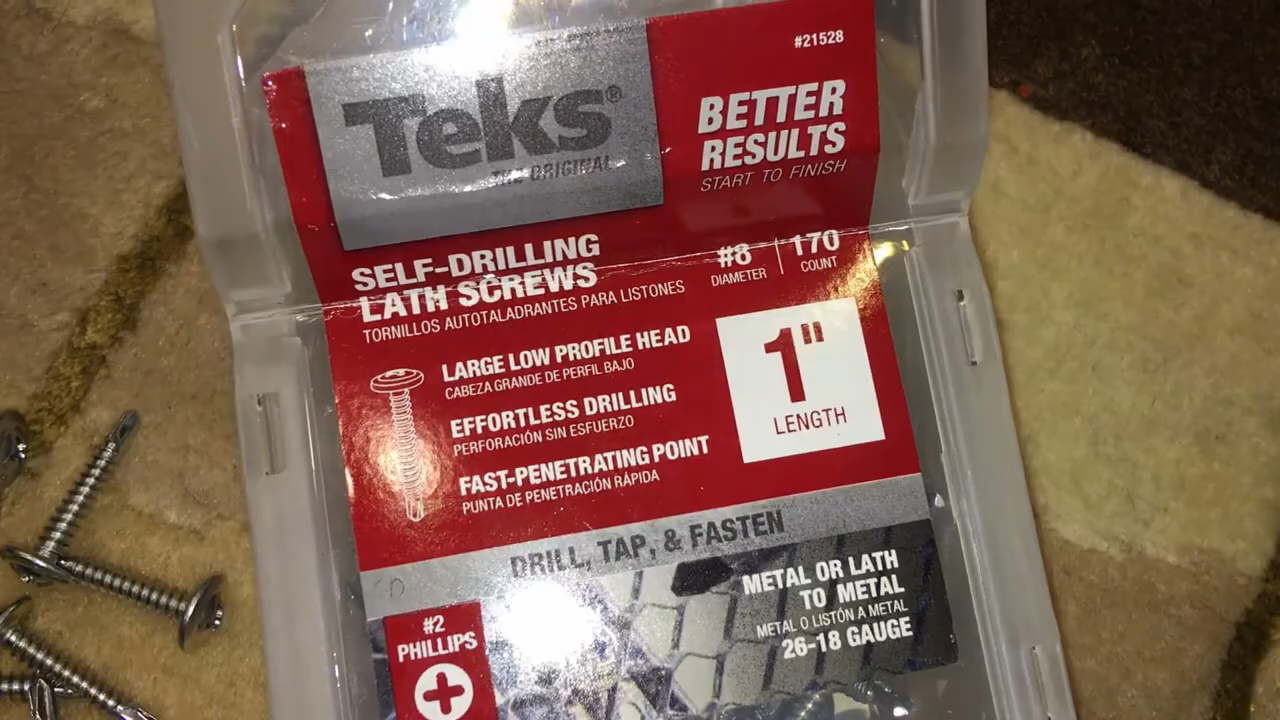 #21528
Teks®
THE ORIGINAL
BETTER
RESULTS
START TO FINISH
SELF-DRILLING
LATH SCREWS
TORNILLOS AUTOTALADRANTES PARA LISTONES
#8
DIAMETER
170
COUNT
LARGE LOW PROFILE HEAD
CABEZA GRANDE DE PERFIL BAJO
EFFORTLESS DRILLING
PERFORACIÓN SIN ESFUERZO
FAST-PENETRATING POINT
PUNTA DE PENETRACIÓN RÁPIDA
1"
LENGTH
DRILL, TAP, & FASTEN
METAL OR LATH
TO METAL
METAL O LISTÓN A METAL
26-18 GAUGE
#2
PHILLIPS